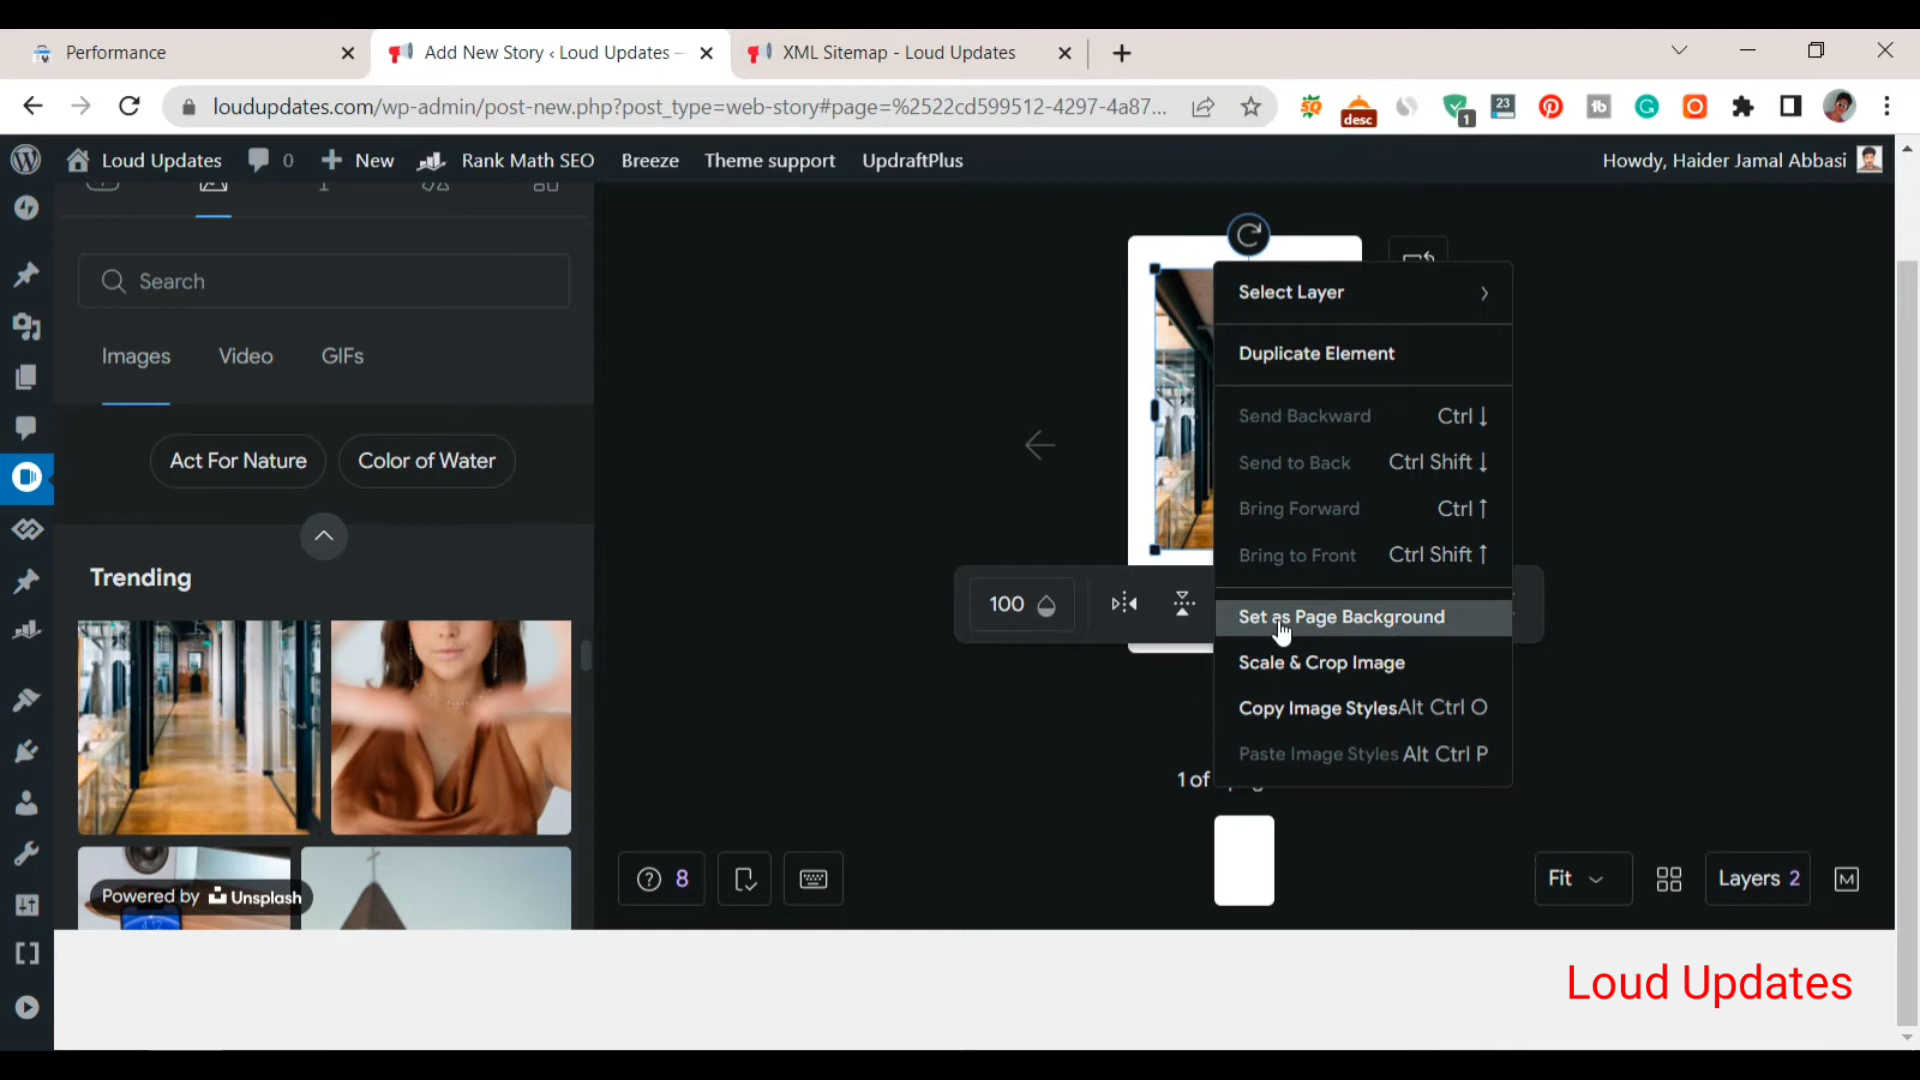 Performance
Add New Story ‹ Loud Updates —
XML Sitemap - Loud Updates
loudupdates.com/wp-admin/post-new.php?post_type=web-story#page=%2522cd599512-4297-4a87...
desc
1
23
Loud Updates
0
New
Rank Math SEO
Breeze
Theme support
UpdraftPlus
Howdy, Haider Jamal Abbasi
Search
Images
Video
GIFs
Act For Nature
Color of Water
Trending
Powered by Unsplash
Select Layer
Duplicate Element
Send Backward Ctrl ↓
Send to Back Ctrl Shift ↓
Bring Forward Ctrl ↑
Bring to Front Ctrl Shift ↑
Set as Page Background
Scale & Crop Image
Copy Image Styles Alt Ctrl O
Paste Image Styles Alt Ctrl P
100
1 of
8
Fit
Layers 2
M
Loud Updates